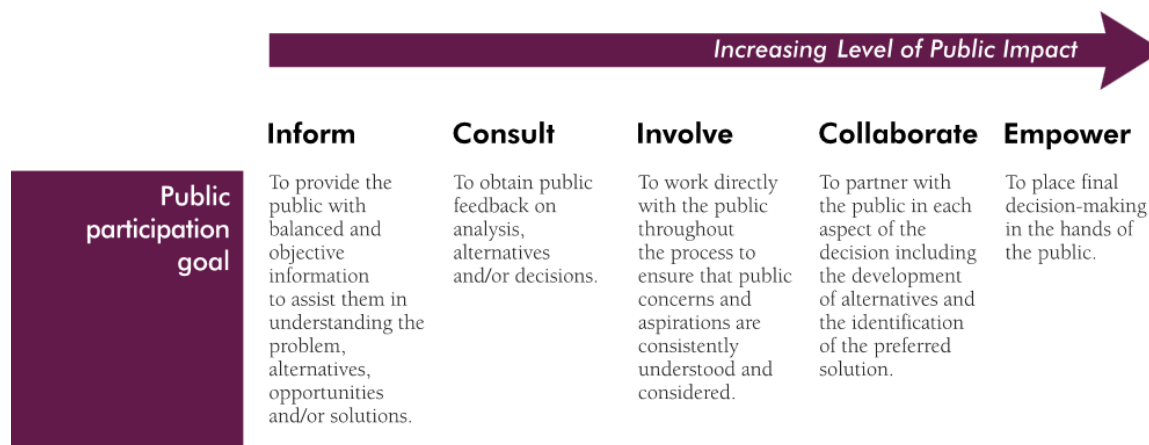 Increasing Level of Public Impact
Inform
Consult
Involve
Collaborate
Empower
Public
participation
goal
To provide the
public with
balanced and
objective
information
to assist them in
understanding the
problem,
alternatives,
opportunities
and/or solutions.
To obtain public
feedback on
analysis,
alternatives
and/or decisions.
To work directly
with the public
throughout
the process to
ensure that public
concerns and
aspirations are
consistently
understood and
considered.
To partner with
the public in each
aspect of the
decision including
the development
of alternatives and
the identification
of the preferred
solution.
To place final
decision-making
in the hands of
the public.